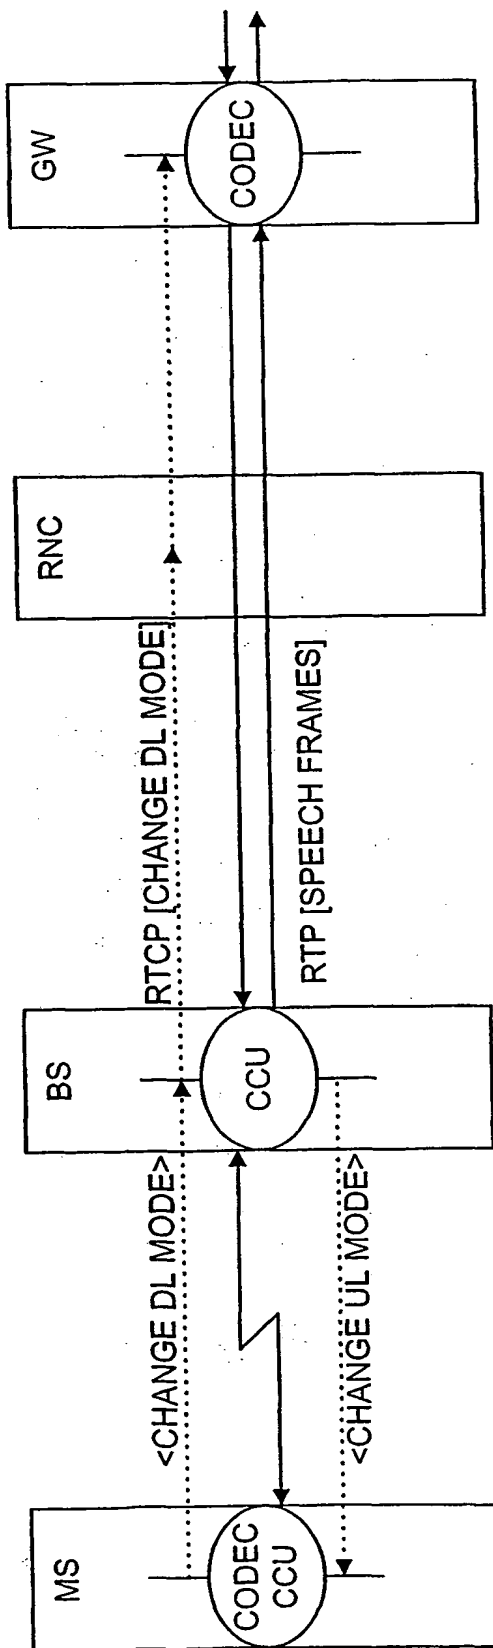 MS
BS
RNC
GW
<CHANGE DL MODE>
RTCP [CHANGE DL MODE]
CODEC
CCU
CCU
CODEC
<CHANGE UL MODE>
RTP [SPEECH FRAMES]